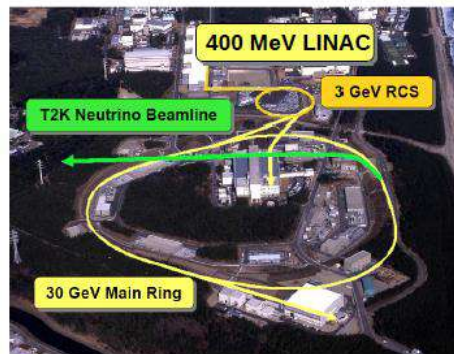 400 MeV LINAC
3 GeV RCS
T2K Neutrino Beamline
30 GeV Main Ring